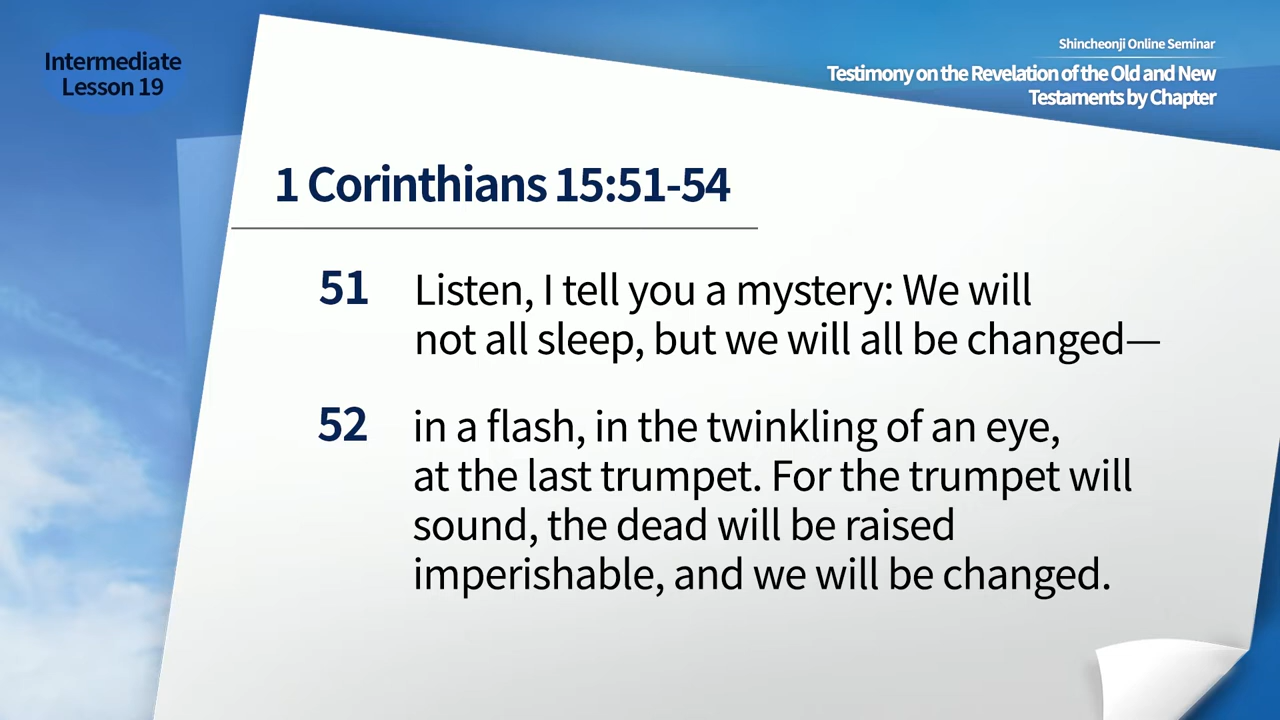 Intermediate
Lesson 19
Shincheonji Online Seminar
Testimony on the Revelation of the Old and New
Testaments by Chapter
1 Corinthians 15:51-54
51 Listen, I tell you a mystery: We will
not all sleep, but we will all be changed—
52 in a flash, in the twinkling of an eye,
at the last trumpet. For the trumpet will
sound, the dead will be raised
imperishable, and we will be changed.